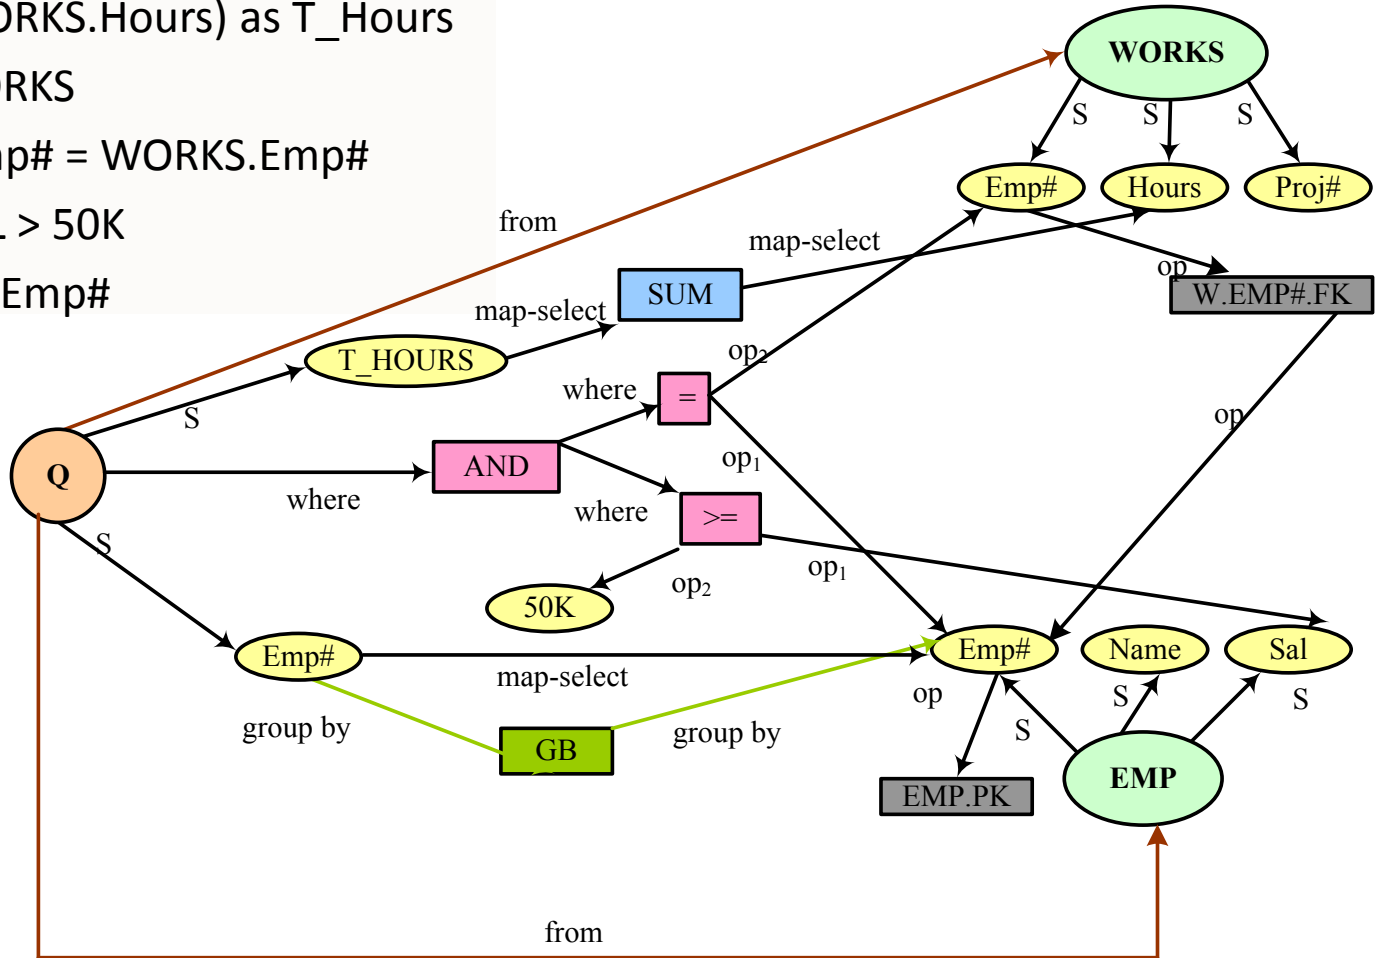 ORKS.Hours) as T_Hours
ORKS
np# = WORKS.Emp#
> 50K
Emp#
WORKS
S
S
S
Emp#
Hours
Proj#
from
map-select
op
SUM
W.EMP#.FK
map-select
T_HOURS
op2
where
=
S
op
Q
AND
op1
where
where
>=
S
op1
50K
op2
Emp#
map-select
Emp#
Name
Sal
op
S
S
group by
GB
group by
S
EMP.PK
EMP
from